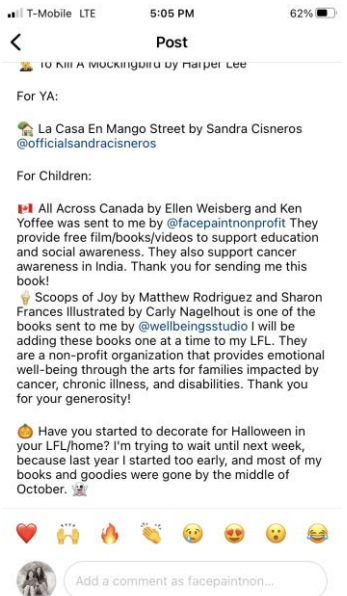 T-Mobile LTE 5:05 PM 62%
Post
To Kill A Mockingbird by Harper Lee
For YA:
🏡 La Casa En Mango Street by Sandra Cisneros
@officialsandracisneros
For Children:
🇨🇦 All Across Canada by Ellen Weisberg and Ken
Yoffee was sent to me by @facepaintnonprofit They
provide free film/books/videos to support education
and social awareness. They also support cancer
awareness in India. Thank you for sending me this
book!
🍦 Scoops of Joy by Matthew Rodriguez and Sharon
Frances Illustrated by Carly Nagelhout is one of the
books sent to me by @wellbeingsstudio I will be
adding these books one at a time to my LFL. They
are a non-profit organization that provides emotional
well-being through the arts for families impacted by
cancer, chronic illness, and disabilities. Thank you
for your generosity!
🎃 Have you started to decorate for Halloween in
your LFL/home? I'm trying to wait until next week,
because last year I started too early, and most of my
books and goodies were gone by the middle of
October. 👻
❤️ 🙌 🔥 👏 😢 😍 😮 😂
Add a comment as facepaintnon...